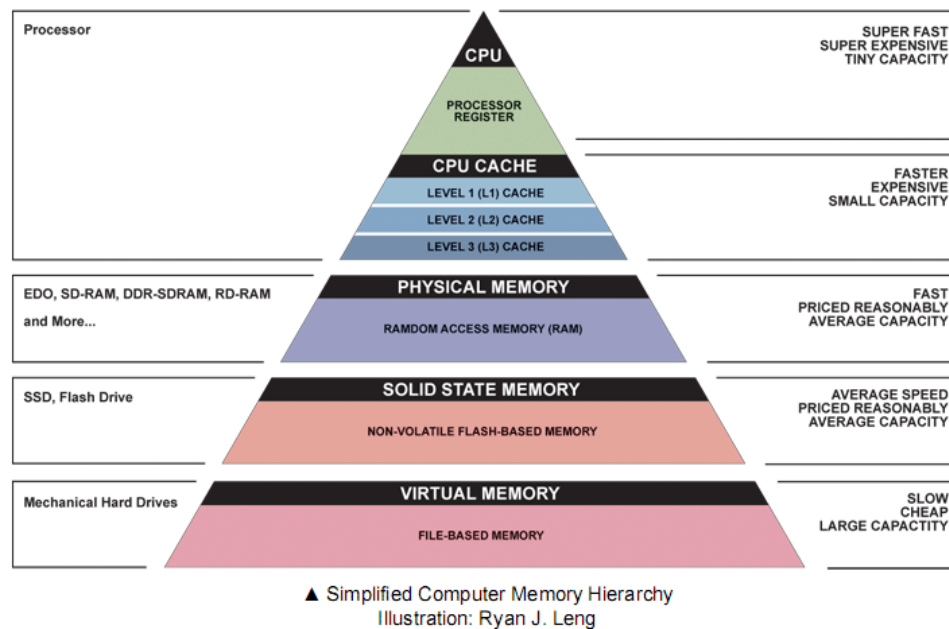 Processor
CPU
SUPER FAST
SUPER EXPENSIVE
TINY CAPACITY
PROCESSOR
REGISTER
CPU CACHE
LEVEL 1 (L1) CACHE
LEVEL 2 (L2) CACHE
LEVEL 3 (L3) CACHE
FASTER
EXPENSIVE
SMALL CAPACITY
EDO, SD-RAM, DDR-SDRAM, RD-RAM
and More...
PHYSICAL MEMORY
RAMDOM ACCESS MEMORY (RAM)
FAST
PRICED REASONABLY
AVERAGE CAPACITY
SSD, Flash Drive
SOLID STATE MEMORY
NON-VOLATILE FLASH-BASED MEMORY
AVERAGE SPEED
PRICED REASONABLY
AVERAGE CAPACITY
Mechanical Hard Drives
VIRTUAL MEMORY
FILE-BASED MEMORY
SLOW
CHEAP
LARGE CAPACTITY
▲ Simplified Computer Memory Hierarchy
Illustration: Ryan J. Leng